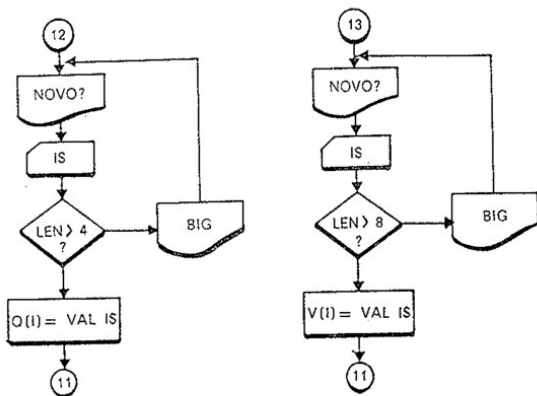 12
NOVO?
IS
LEN > 4
?
BIG
Q(I) = VAL IS
11
13
NOVO?
IS
LEN > 8
?
BIG
V(I) = VAL IS
11